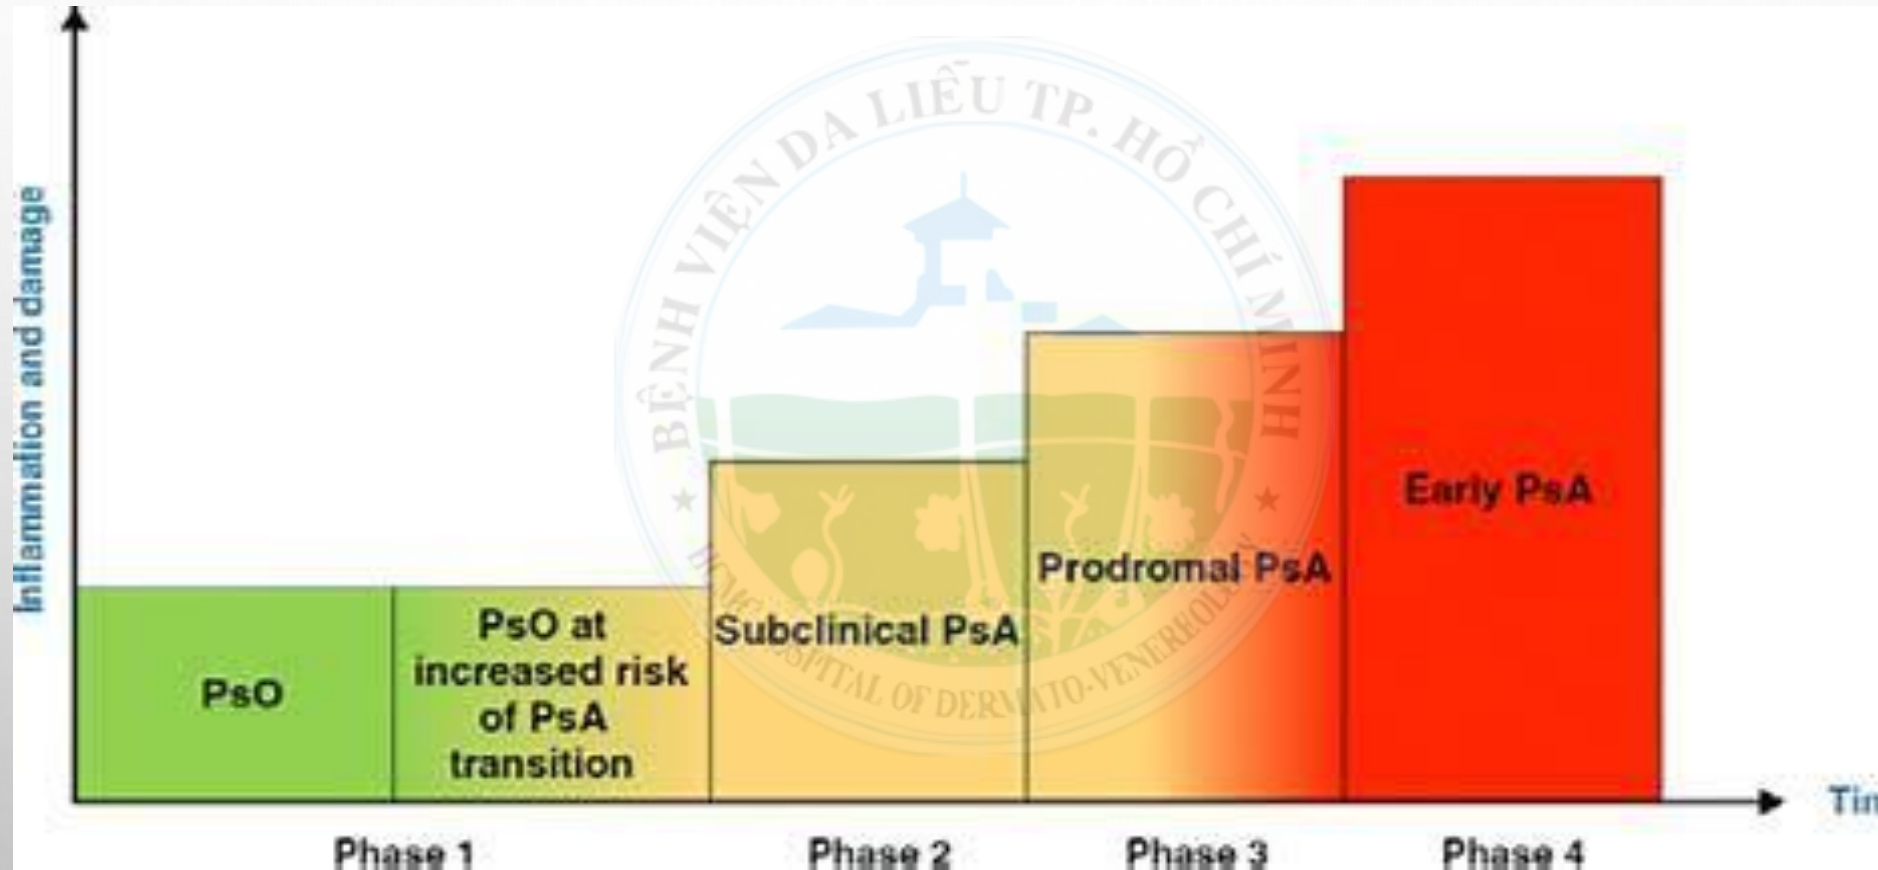 BỆNH VIỆN DA LIỄU TP. HỒ CHÍ MINH
Inflammation and damage
Early PsA
Prodromal PsA
PsO at
increased risk
of PsA
transition
Subclinical PsA
PsO
HOSPITAL OF DERMATO-VENEREOLOGY
Phase 1
Phase 2
Phase 3
Phase 4